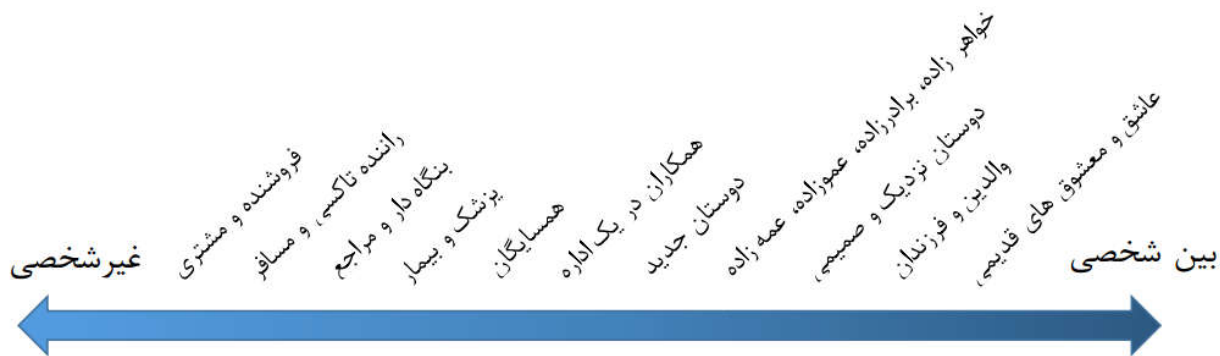 بین شخصی
عاشق و معشوق های قدیمی
والدین و فرزندان
دوستان نزدیک و صمیمی
خواهر زاده، برادرزاده، عموزاده، عمه زاده
دوستان جدید
همکاران در یک اداره
همسایگان
پزشک و بیمار
بنگاه دار و مراجع
راننده تاکسی و مسافر
فروشنده و مشتری
غیرشخصی